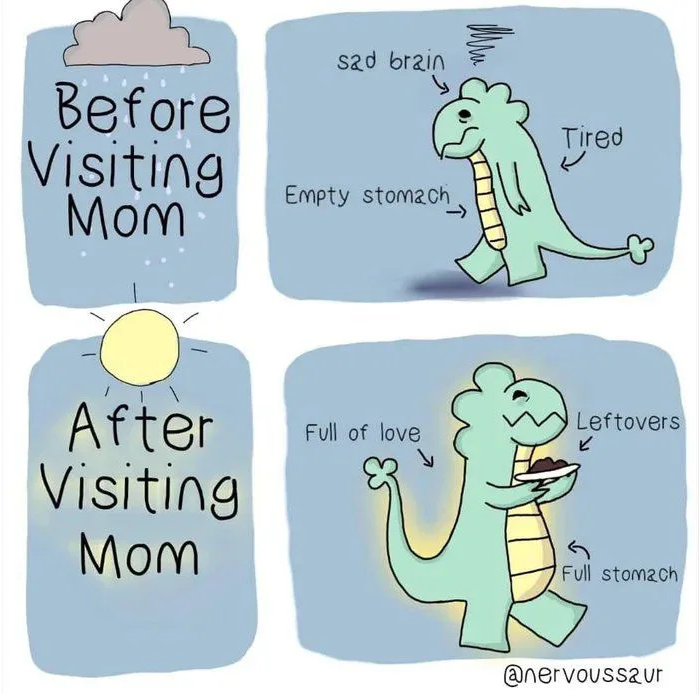 Before
Visiting
Mom
sad brain
Tired
Empty stomach
After
Visiting
Mom
Full of love
Leftovers
Full stomach
@nervoussaur